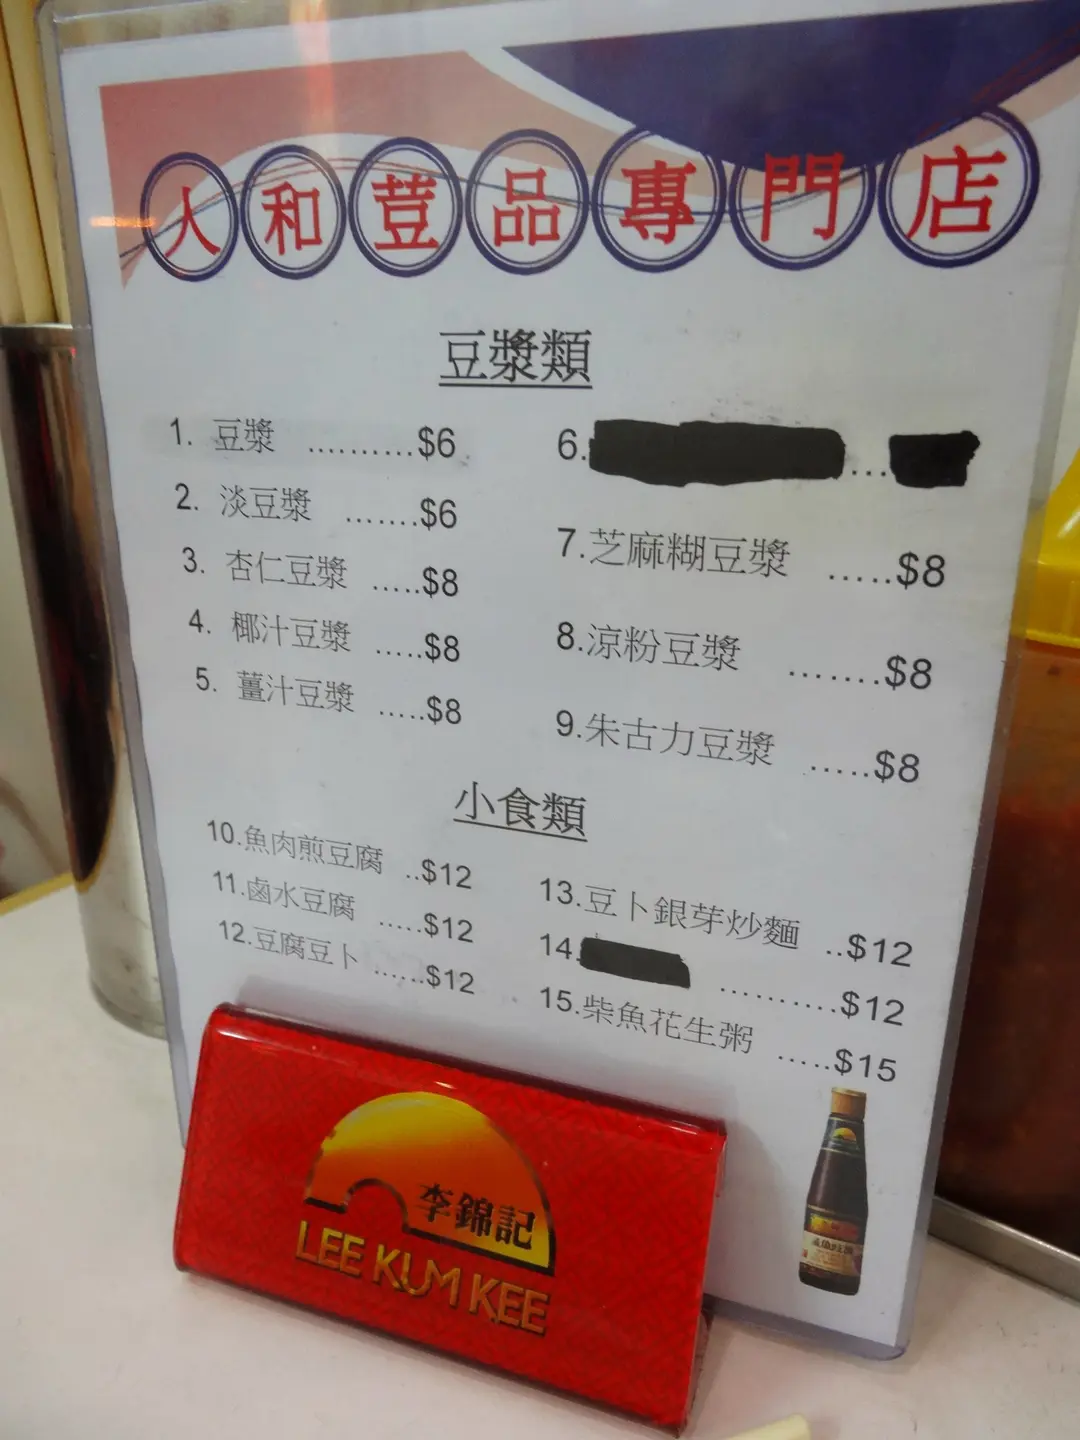 人和荳品專門店
豆漿類
1. 豆漿 ..........$6
2. 淡豆漿 .......$6
3. 杏仁豆漿 .....$8
4. 椰汁豆漿 .....$8
5. 薑汁豆漿 .....$8
6. ...
7.芝麻糊豆漿 .....$8
8.涼粉豆漿 .......$8
9.朱古力豆漿 .....$8
小食類
10.魚肉煎豆腐 ..$12
11.鹵水豆腐 .....$12
12.豆腐豆卜 ......$12
13.豆卜銀芽炒麵 ..$12
14. ..........$12
15.柴魚花生粥 .....$15
李錦記
LEE KUM KEE